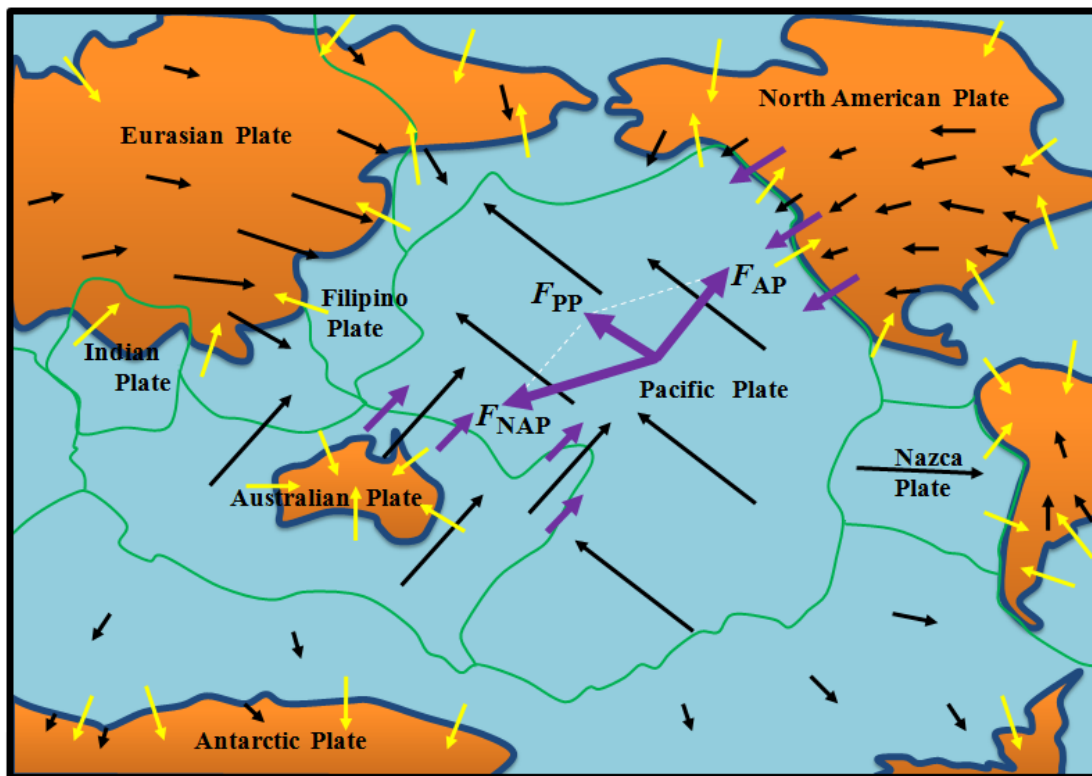 North American Plate
Eurasian Plate
F_AP
F_PP
Filipino
Plate
Indian
Plate
Pacific Plate
F_NAP
Nazca
Plate
Australian Plate
Antarctic Plate